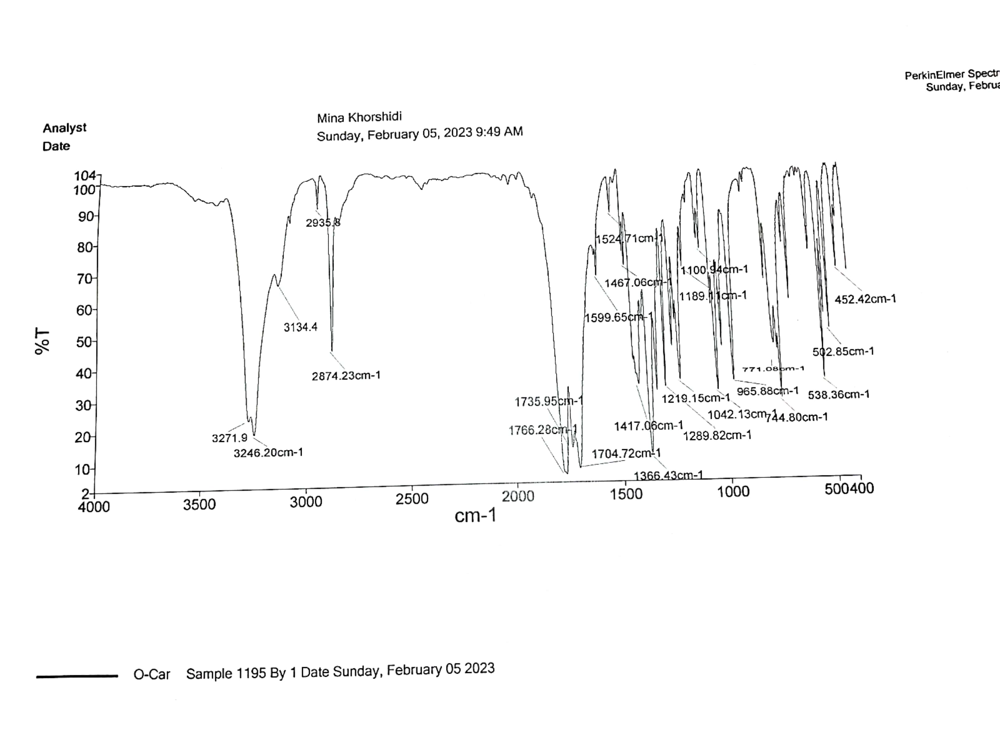 PerkinElmer Spectr
Sunday, Februa
Mina Khorshidi
Analyst
Sunday, February 05, 2023 9:49 AM
Date
104
100
90
80
70
60
50
40
30
20
10
2
%T
4000
3500
3000
2500
2000
1500
1000
500400
cm-1
3271.9
3246.20cm-1
3134.4
2935.8
2874.23cm-1
1735.95cm-1
1766.28cm-1
1704.72cm-1
1524.71cm-1
1467.06cm-1
1599.65cm-1
1417.06cm-1
1366.43cm-1
1100.94cm-1
1189.11cm-1
1219.15cm-1
1289.82cm-1
1042.13cm-1
965.88cm-1
771.08cm-1
744.80cm-1
452.42cm-1
502.85cm-1
538.36cm-1
O-Car Sample 1195 By 1 Date Sunday, February 05 2023